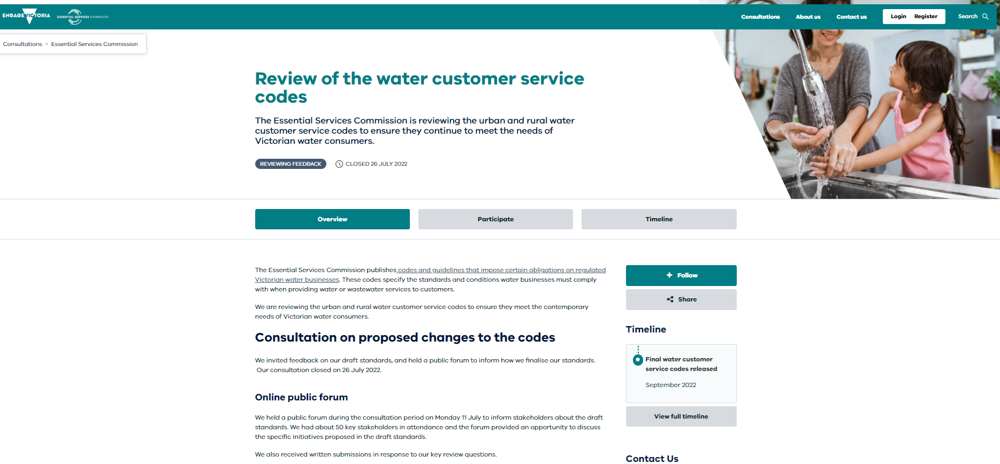 ENGAGE VICTORIA
ESSENTIAL SERVICES COMMISSION
Consultations
About us
Contact us
Login
Register
Search
Consultations > Essential Services Commission
Review of the water customer service
codes
The Essential Services Commission is reviewing the urban and rural water
customer service codes to ensure they continue to meet the needs of
Victorian water consumers.
REVIEWING FEEDBACK
CLOSED 26 JULY 2022
Overview
Participate
Timeline
The Essential Services Commission publishes codes and guidelines that impose certain obligations on regulated
Victorian water businesses. These codes specify the standards and conditions water businesses must comply
with when providing water or wastewater services to customers.
We are reviewing the urban and rural water customer service codes to ensure they meet the contemporary
needs of Victorian water consumers.
Consultation on proposed changes to the codes
We invited feedback on our draft standards, and held a public forum to inform how we finalise our standards.
Our consultation closed on 26 July 2022.
Online public forum
We held a public forum during the consultation period on Monday 11 July to inform stakeholders about the draft
standards. We had about 50 key stakeholders in attendance and the forum provided an opportunity to discuss
the specific initiatives proposed in the draft standards.
We also received written submissions in response to our key review questions.
+ Follow
Share
Timeline
Final water customer
service codes released
September 2022
View full timeline
Contact Us